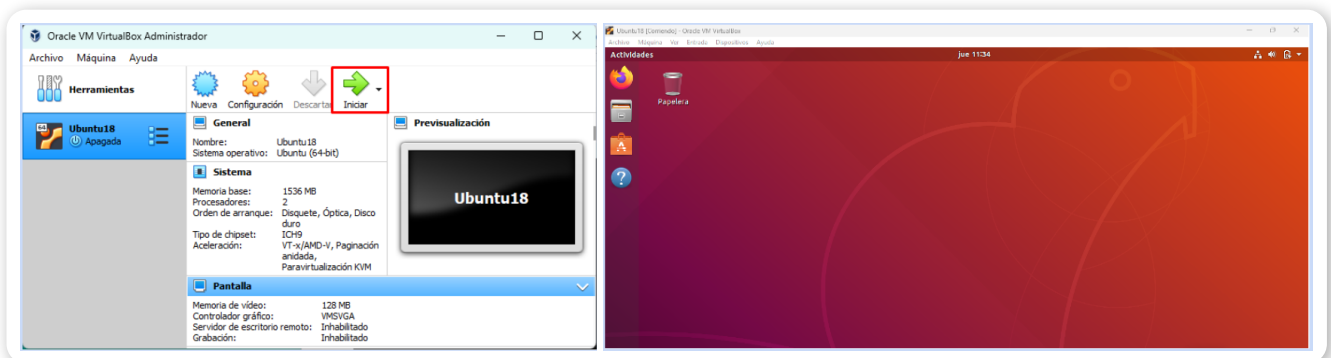 Oracle VM VirtualBox Administrador
Archivo Máquina Ayuda
Herramientas
Nueva Configuración Descartar Iniciar
64
Ubuntu18
Apagada
General
Nombre: Ubuntu18
Sistema operativo: Ubuntu (64-bit)
Sistema
Memoria base: 1536 MB
Procesadores: 2
Orden de arranque: Disquete, Óptica, Disco
duro
Tipo de chipset: ICH9
Aceleración: VT-x/AMD-V, Paginación
anidada,
Paravirtualización KVM
Previsualización
Ubuntu18
Pantalla
Memoria de vídeo: 128 MB
Controlador gráfico: VMSVGA
Servidor de escritorio remoto: Inhabilitado
Grabación: Inhabilitado
Ubuntu18 [Corriendo] - Oracle VM VirtualBox
Archivo Máquina Ver Entrada Dispositivos Ayuda
Actividades
jue 11:34
Papelera